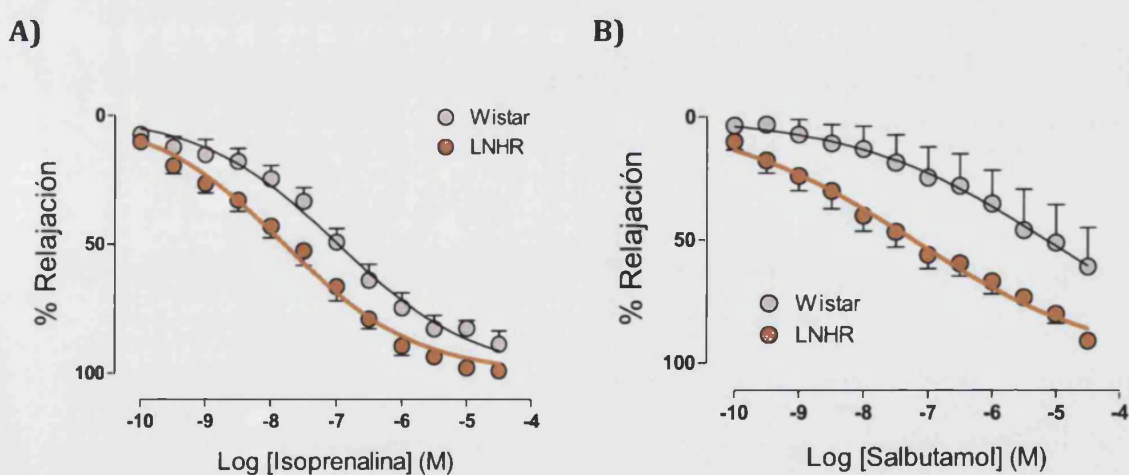 A)
Wistar
LNHR
0
50
100
% Relajación
-10 -9 -8 -7 -6 -5 -4
Log [Isoprenalina] (M)
B)
0
50
100
% Relajación
Wistar
LNHR
-10 -9 -8 -7 -6 -5 -4
Log [Salbutamol] (M)